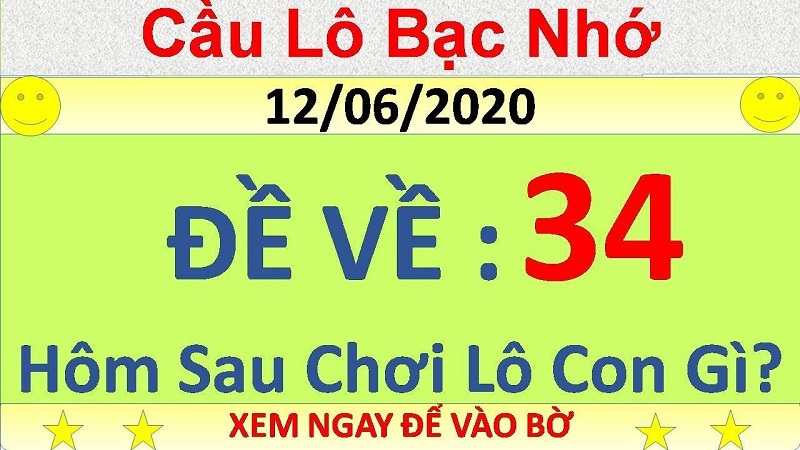 Cầu Lô Bạc Nhớ
12/06/2020
ĐỀ VỀ : 34
Hôm Sau Chơi Lô Con Gì?
XEM NGAY ĐỂ VÀO BỜ